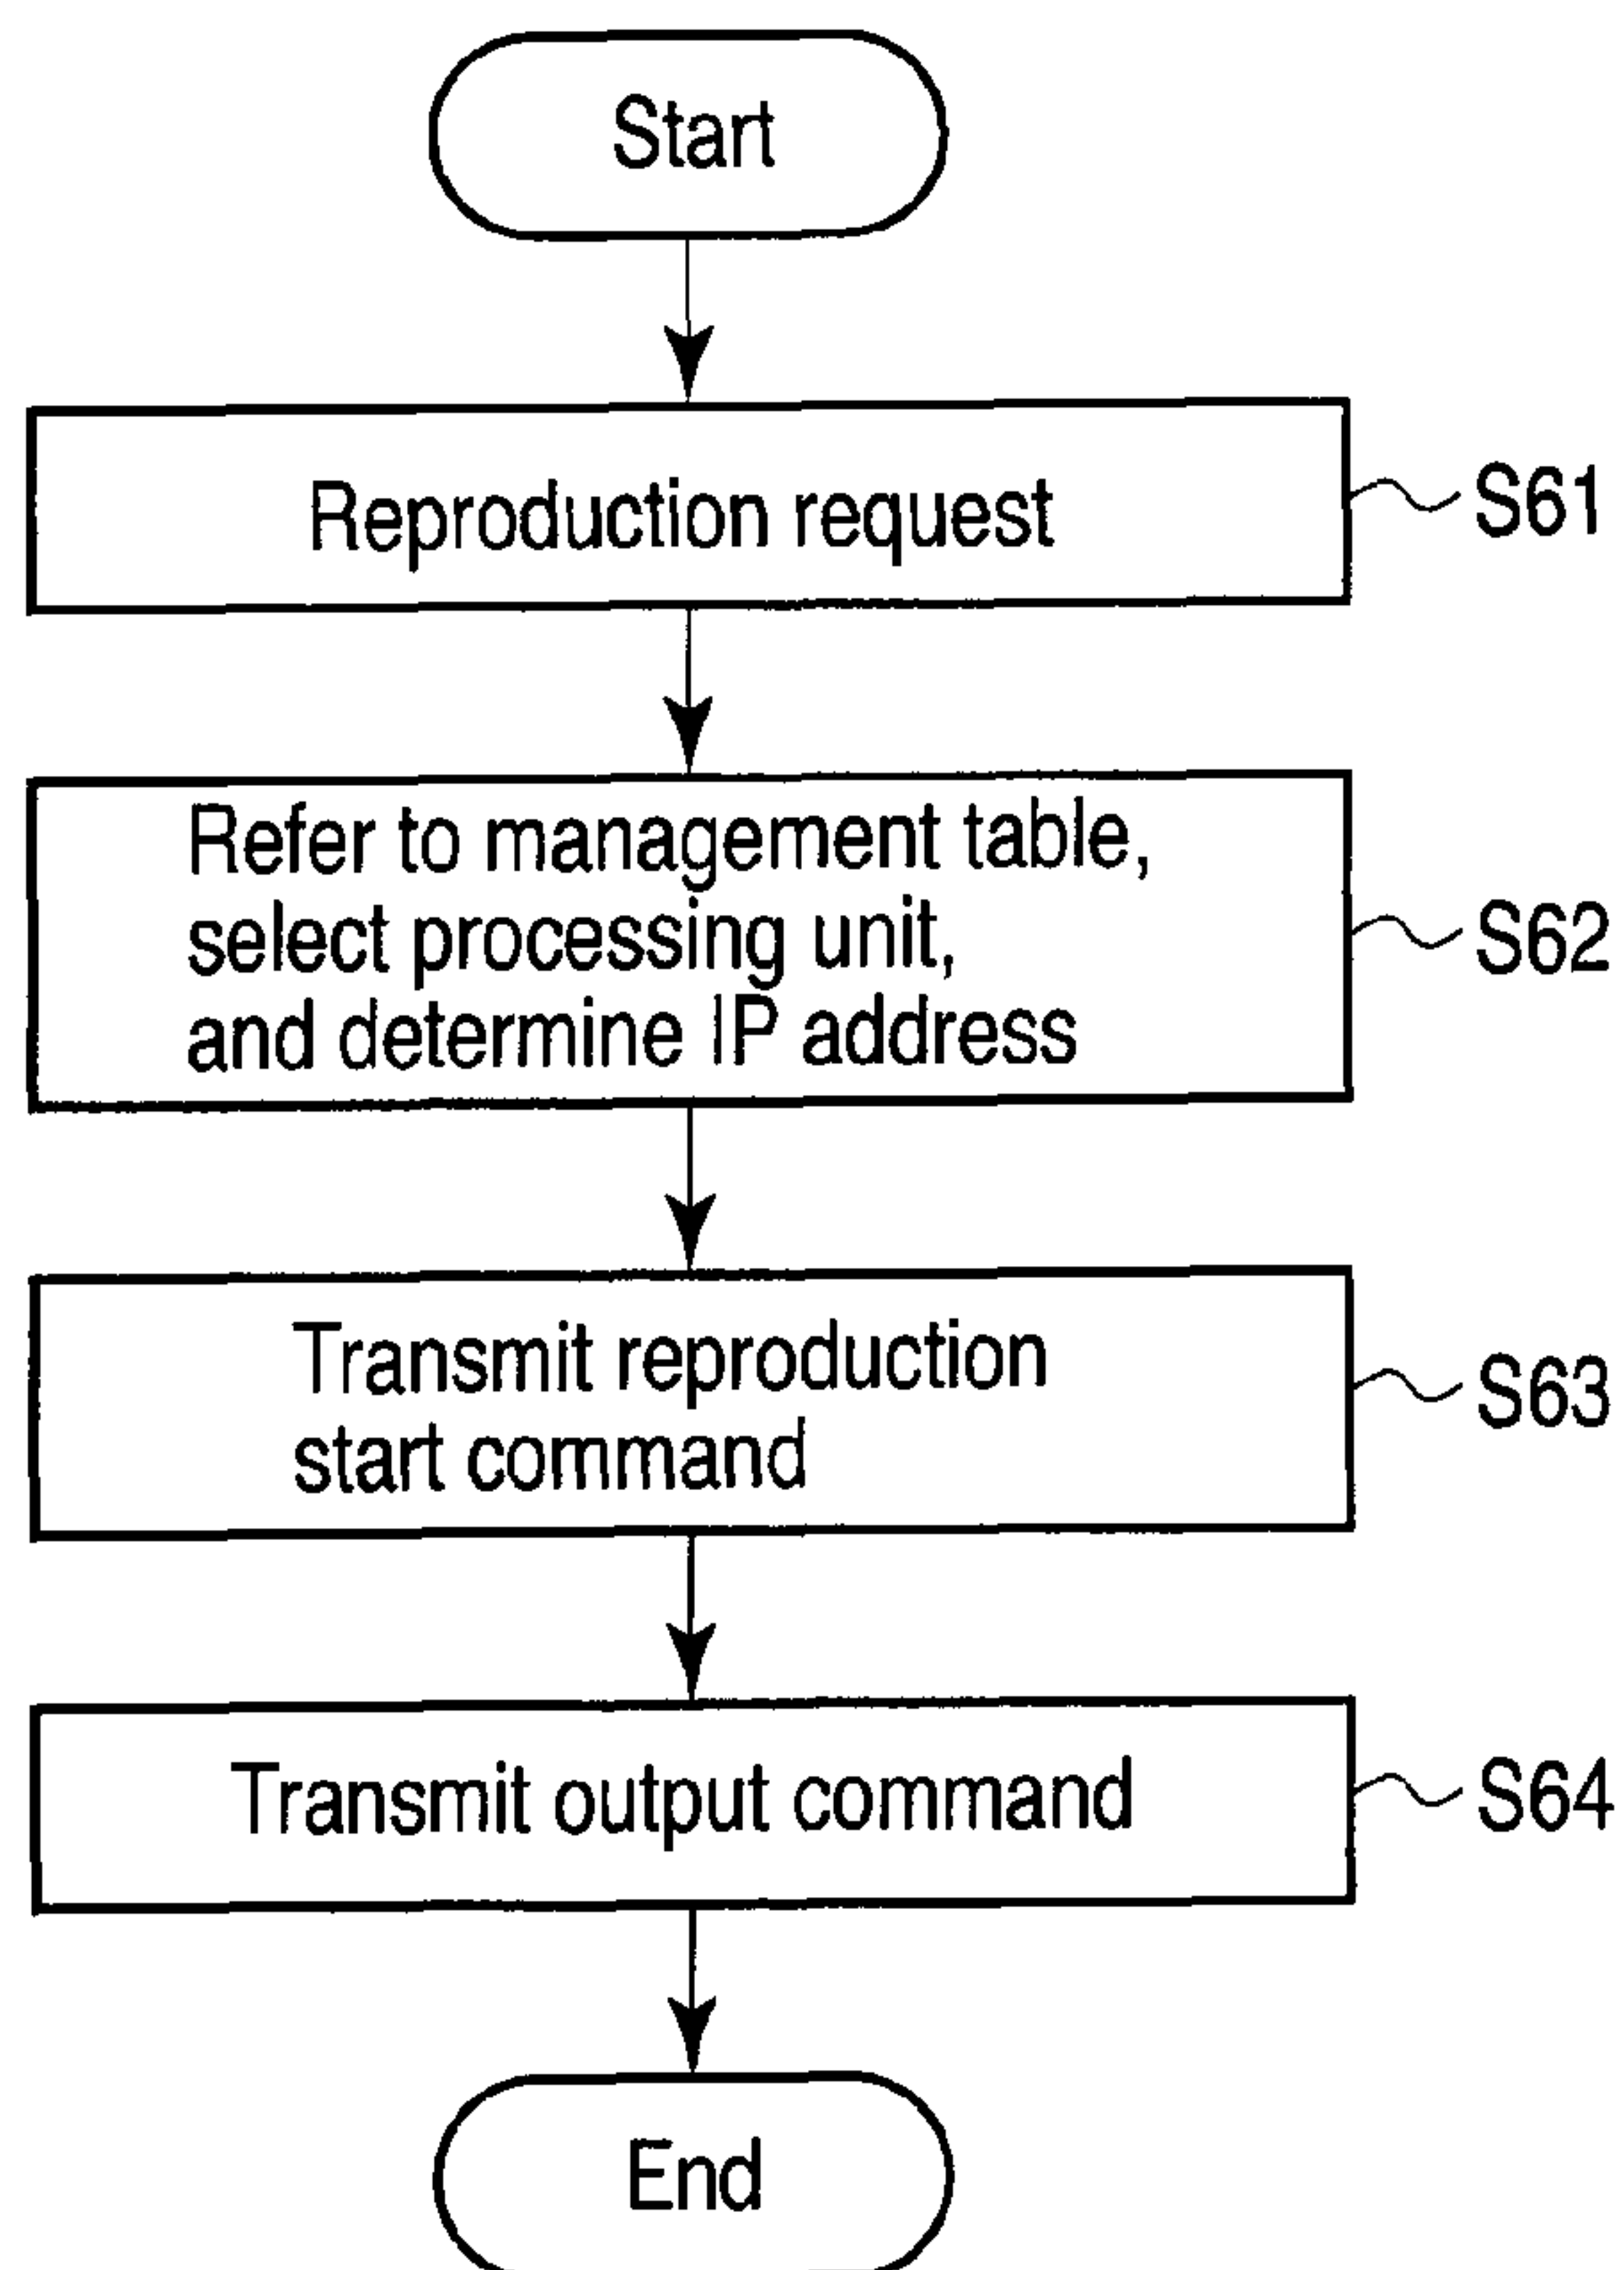 Start
Reproduction request
S61
Refer to management table,
select processing unit,
and determine IP address
S62
Transmit reproduction
start command
S63
Transmit output command
S64
End